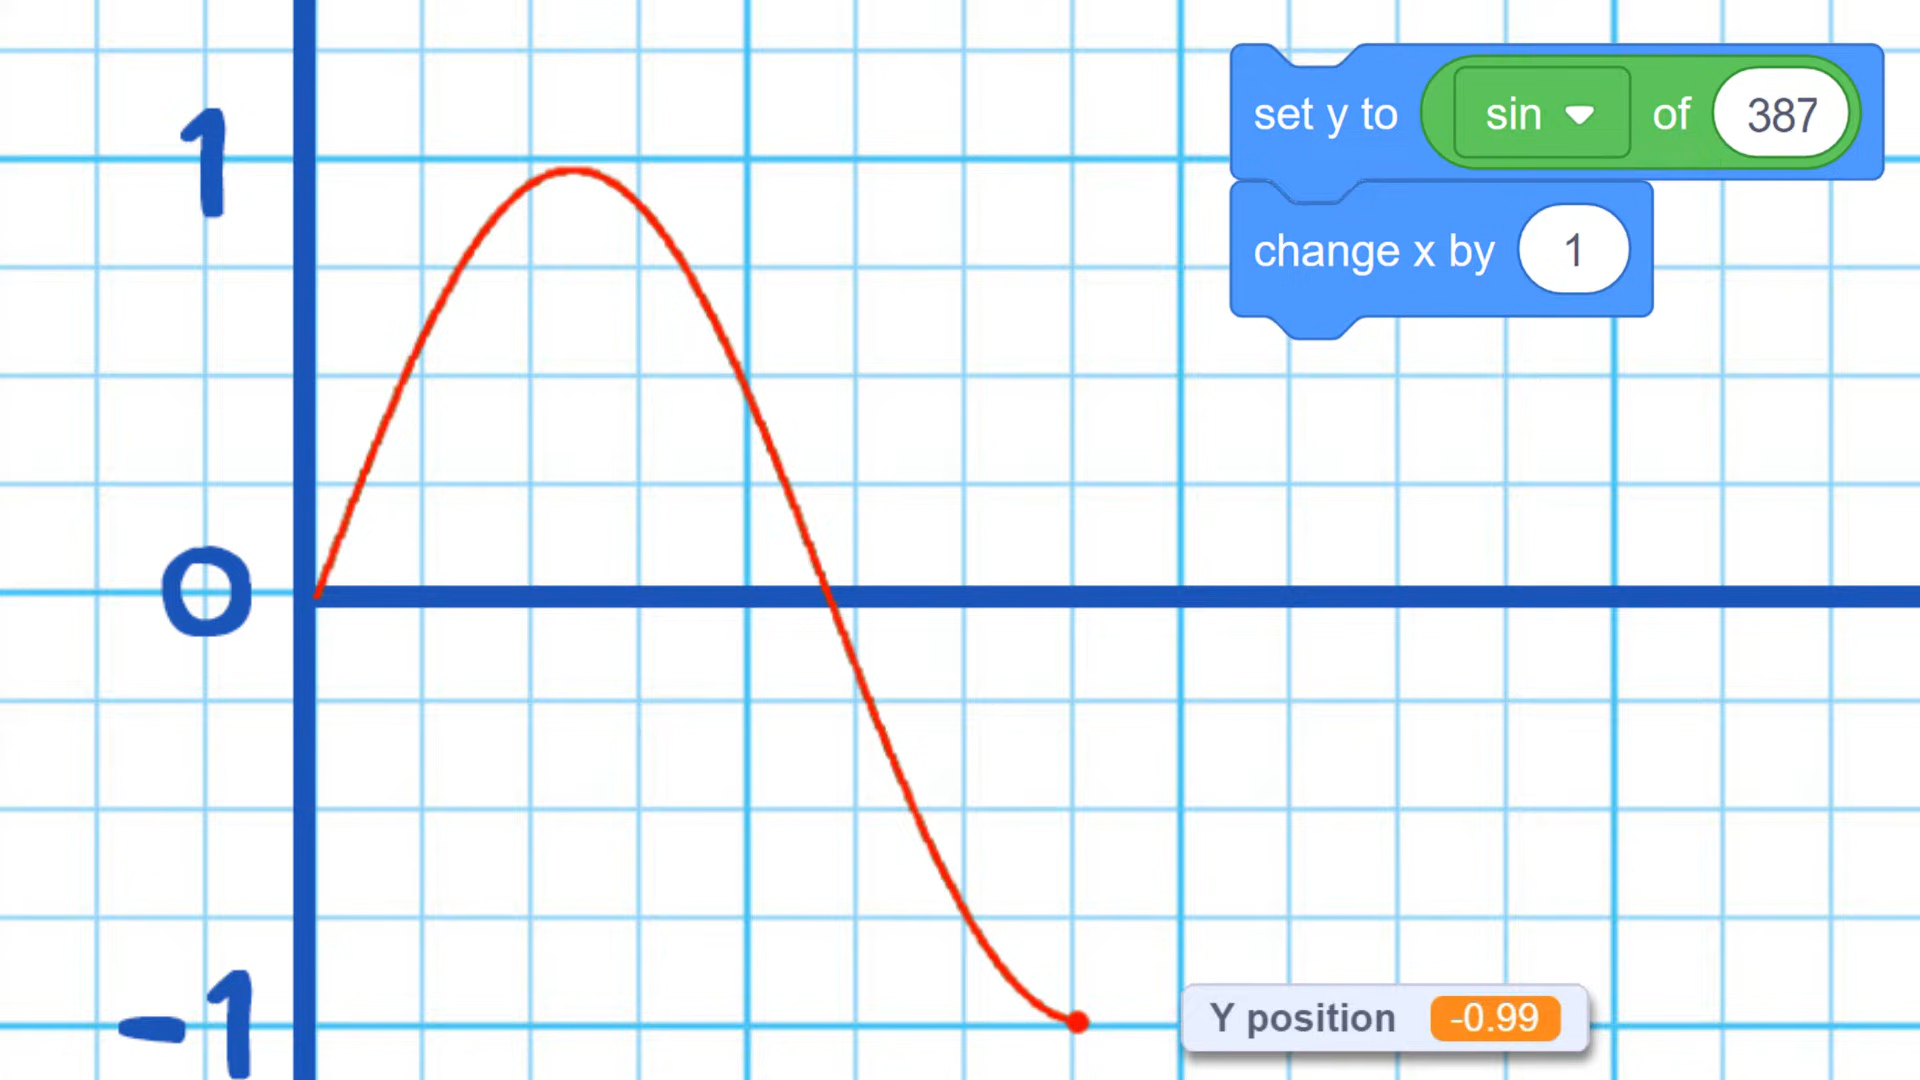 1
set y to sin of 387
change x by 1
0
-1
Y position -0.99